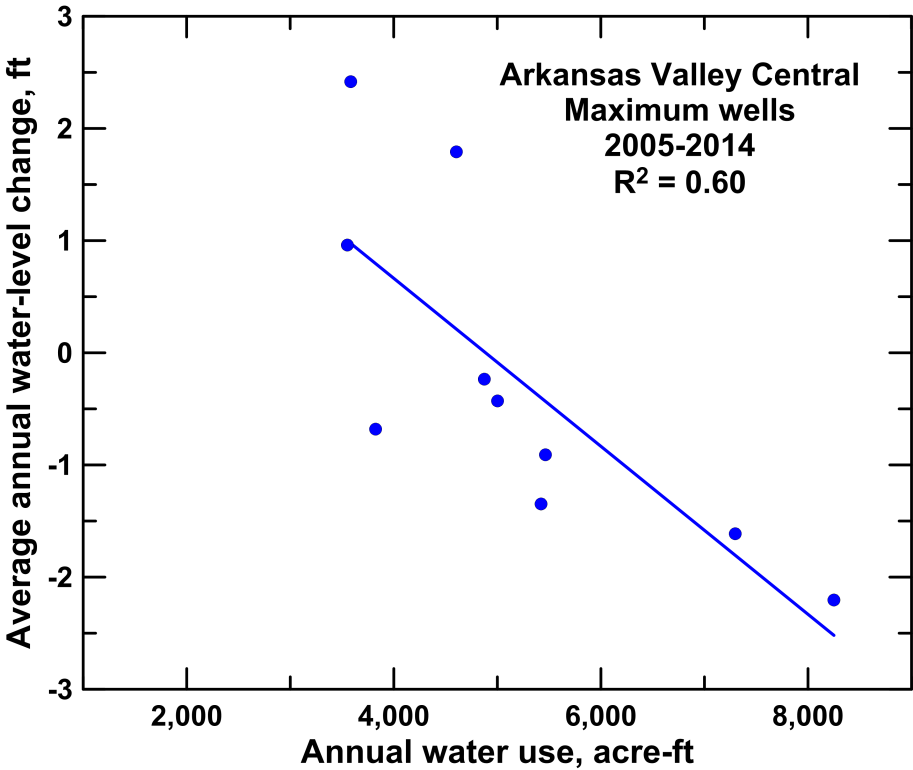 Arkansas Valley Central
Maximum wells
2005-2014
R² = 0.60
Average annual water-level change, ft
3
2
1
0
-1
-2
-3
2,000
4,000
6,000
8,000
Annual water use, acre-ft